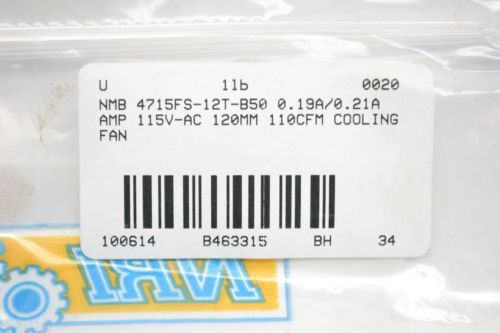 U 1lb 0020
NMB 4715FS-12T-B50 0.19A/0.21A
AMP 115V-AC 120MM 110CFM COOLING
FAN
100614 B463315 BH 34
MRI